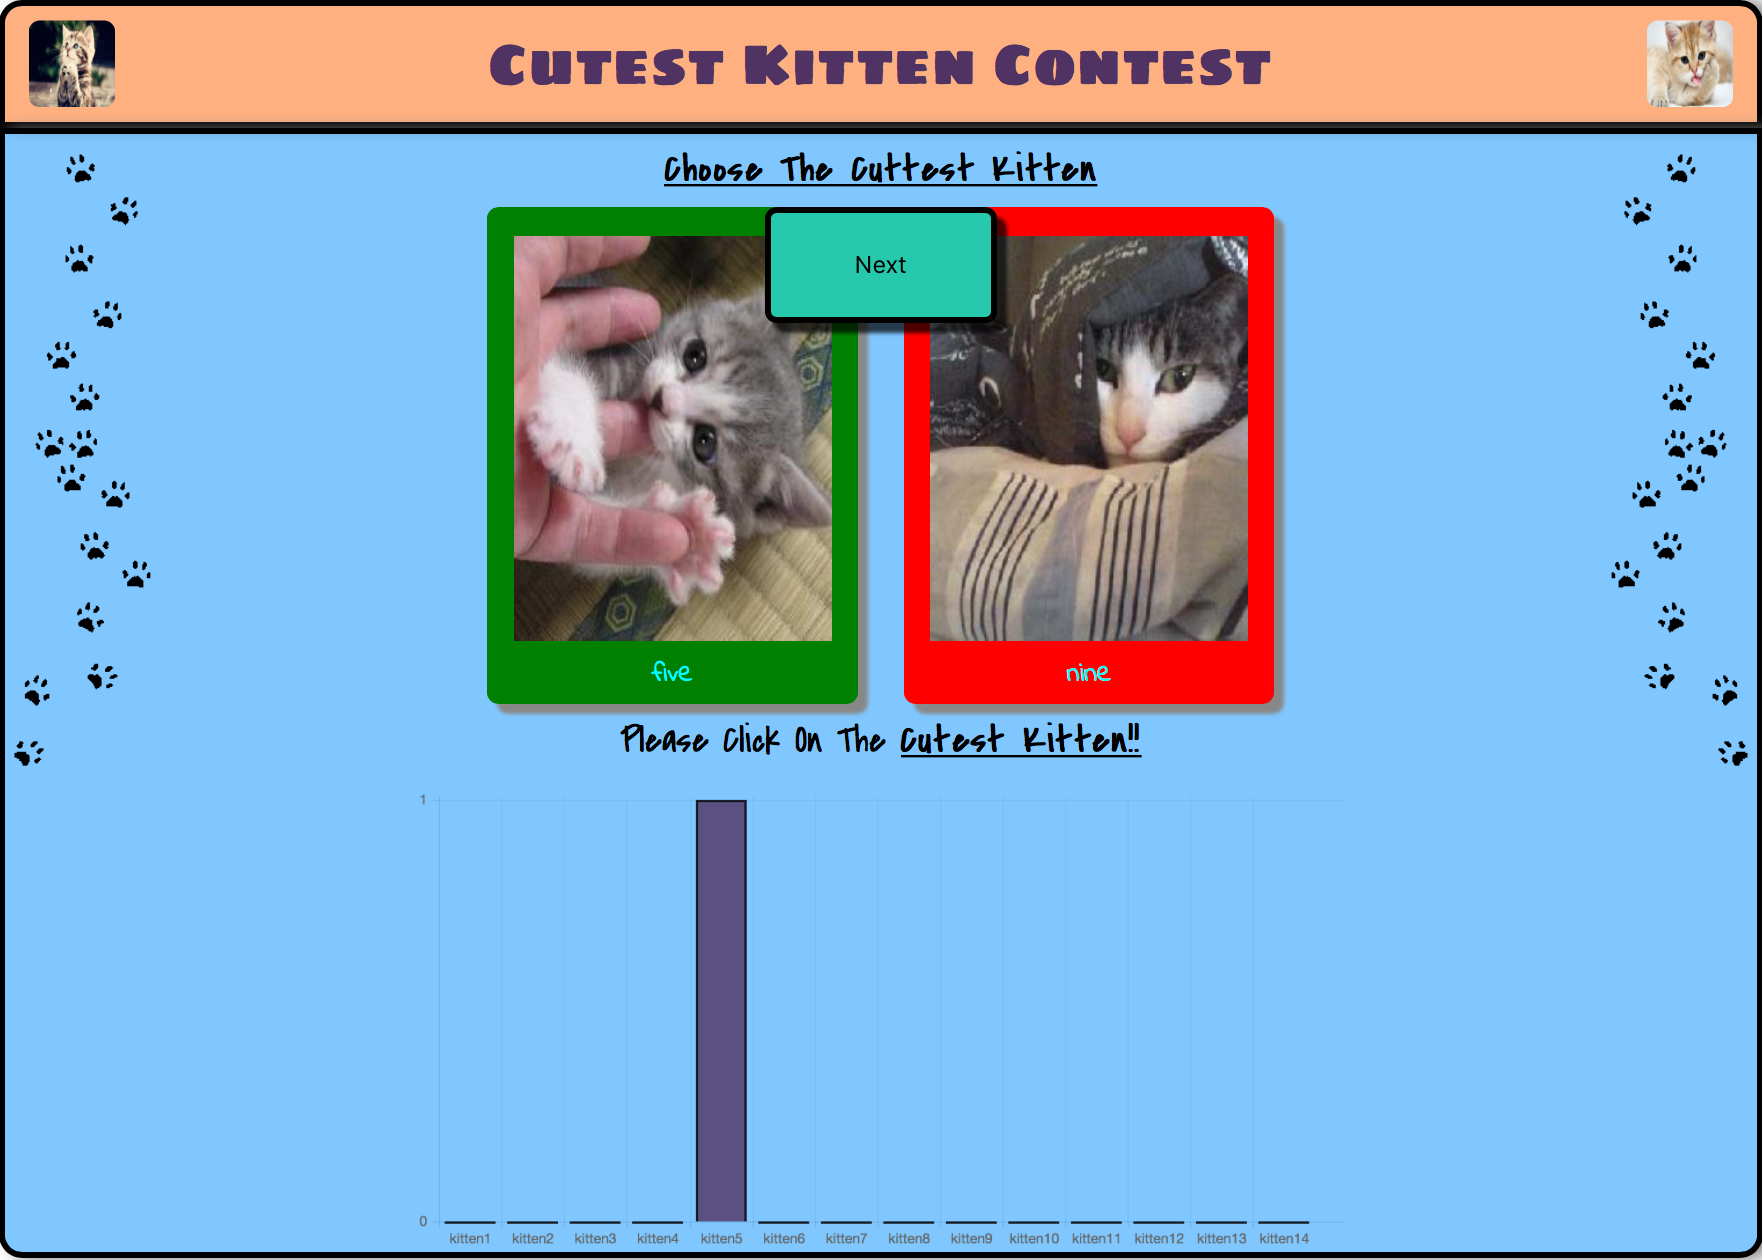 Cutest Kitten Contest
Choose The Cuttest Kitten
Next
five
nine
Please Click On The Cutest Kitten!!
1
0
kitten1 kitten2 kitten3 kitten4 kitten5 kitten6 kitten7 kitten8 kitten9 kitten10 kitten11 kitten12 kitten13 kitten14